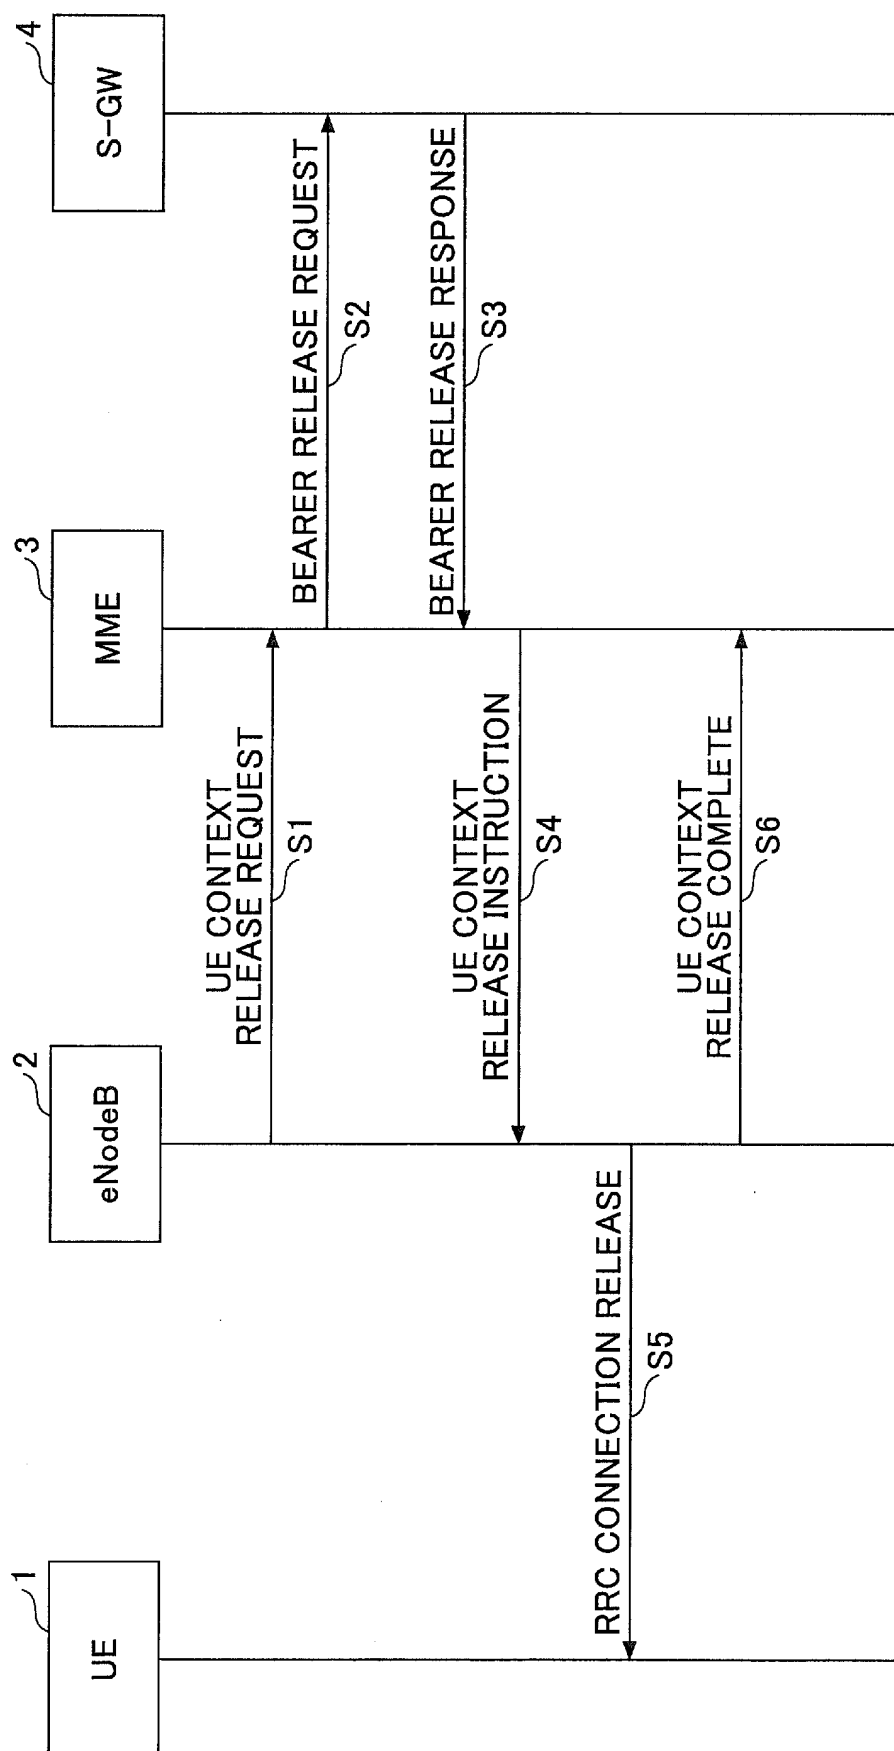 1
UE
2
eNodeB
3
MME
4
S-GW
UE CONTEXT
RELEASE REQUEST
S1
BEARER RELEASE REQUEST
S2
BEARER RELEASE RESPONSE
S3
UE CONTEXT
RELEASE INSTRUCTION
S4
RRC CONNECTION RELEASE
S5
UE CONTEXT
RELEASE COMPLETE
S6